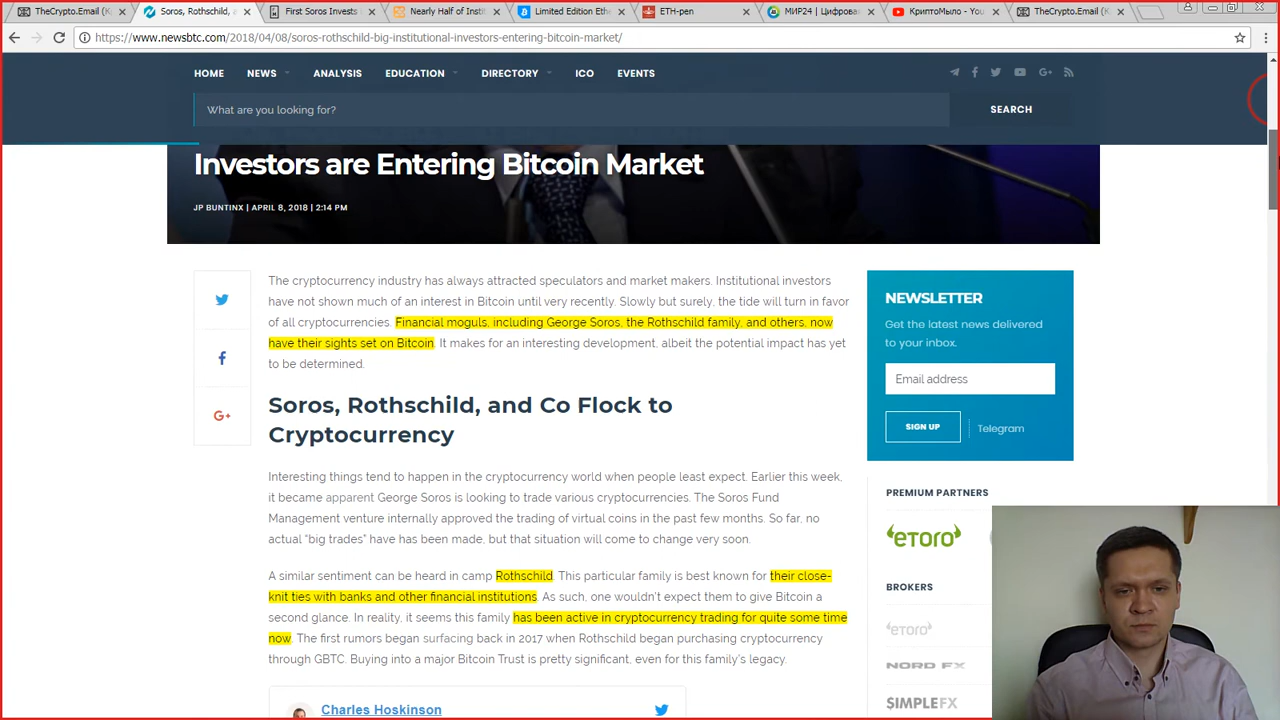 TheCrypto.Email (К
Soros, Rothschild,
First Soros Invests
Nearly Half of Insti
Limited Edition Ethe
ETH-pen
МИР24 | Цифрова
КриптоМыло - You
TheCrypto.Email (К
https://www.newsbtc.com/2018/04/08/soros-rothschild-big-institutional-investors-entering-bitcoin-market/
HOME NEWS ANALYSIS EDUCATION DIRECTORY ICO EVENTS
What are you looking for?
SEARCH
Investors are Entering Bitcoin Market
JP BUNTINX | APRIL 8, 2018 | 2:14 PM
The cryptocurrency industry has always attracted speculators and market makers. Institutional investors
have not shown much of an interest in Bitcoin until very recently. Slowly but surely, the tide will turn in favor
of all cryptocurrencies. Financial moguls, including George Soros, the Rothschild family, and others, now
have their sights set on Bitcoin. It makes for an interesting development, albeit the potential impact has yet
to be determined.
Soros, Rothschild, and Co Flock to
Cryptocurrency
Interesting things tend to happen in the cryptocurrency world when people least expect. Earlier this week,
it became apparent George Soros is looking to trade various cryptocurrencies. The Soros Fund
Management venture internally approved the trading of virtual coins in the past few months. So far, no
actual "big trades" have has been made, but that situation will come to change very soon.
A similar sentiment can be heard in camp Rothschild. This particular family is best known for their close-
knit ties with banks and other financial institutions. As such, one wouldn't expect them to give Bitcoin a
second glance. In reality, it seems this family has been active in cryptocurrency trading for quite some time
now. The first rumors began surfacing back in 2017 when Rothschild began purchasing cryptocurrency
through GBTC. Buying into a major Bitcoin Trust is pretty significant, even for this family's legacy.
Charles Hoskinson
NEWSLETTER
Get the latest news delivered
to your inbox.
Email address
SIGN UP
Telegram
PREMIUM PARTNERS
eToro
BROKERS
eToro
NORD FX
$IMPLEFX